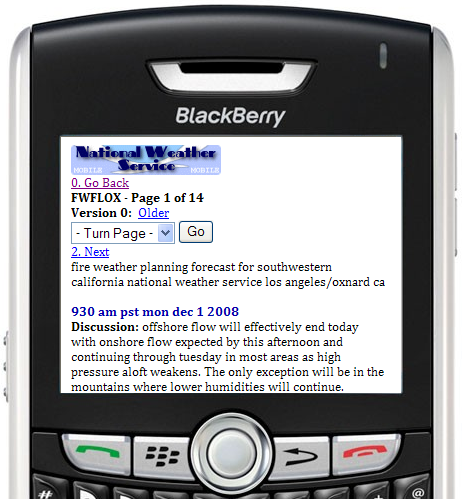 BlackBerry
National Weather
Service
MOBILE MOBILE
0. Go Back
FWFLOX - Page 1 of 14
Version 0: Older
- Turn Page - Go
2. Next
fire weather planning forecast for southwestern
california national weather service los angeles/oxnard ca
930 am pst mon dec 1 2008
Discussion: offshore flow will effectively end today
with onshore flow expected by this afternoon and
continuing through tuesday in most areas as high
pressure aloft weakens. The only exception will be in the
mountains where lower humidities will continue.
# @